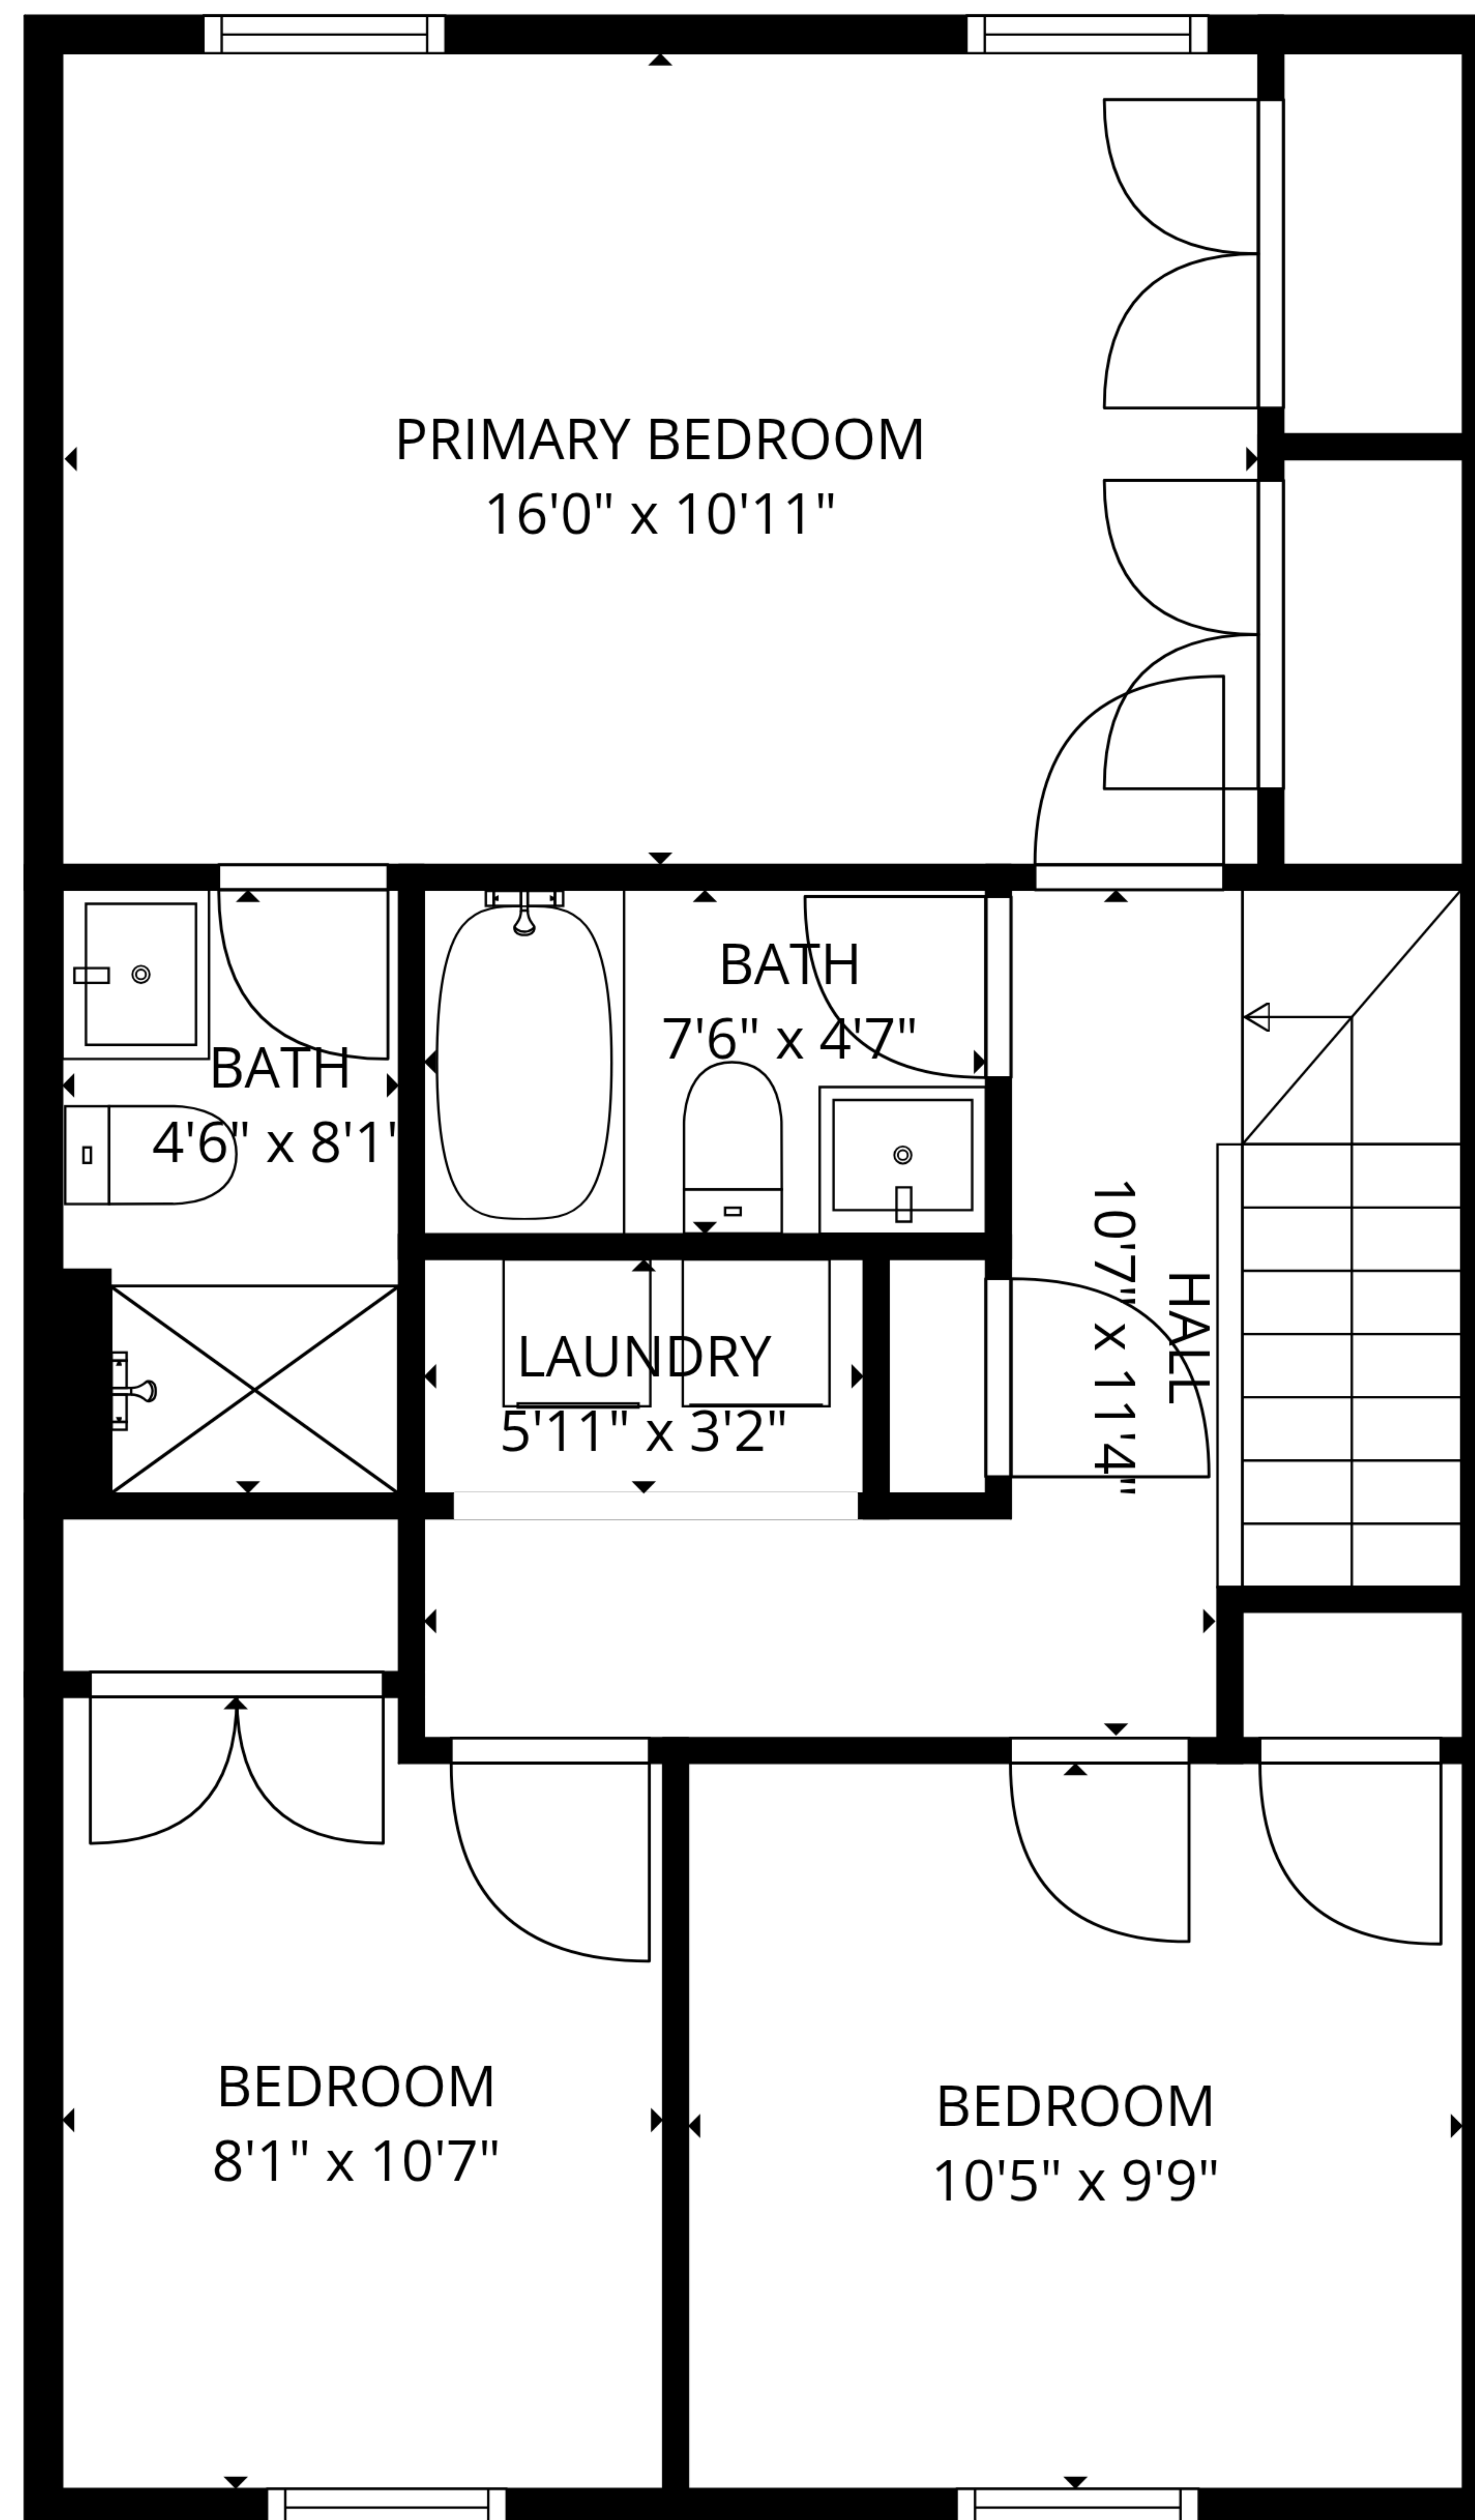 PRIMARY BEDROOM
16'0" x 10'11"
BATH
7'6" x 4'7"
BATH
4'6" x 8'1"
HALL
10'7" x 11'4"
LAUNDRY
5'11" x 3'2"
BEDROOM
8'1" x 10'7"
BEDROOM
10'5" x 9'9"